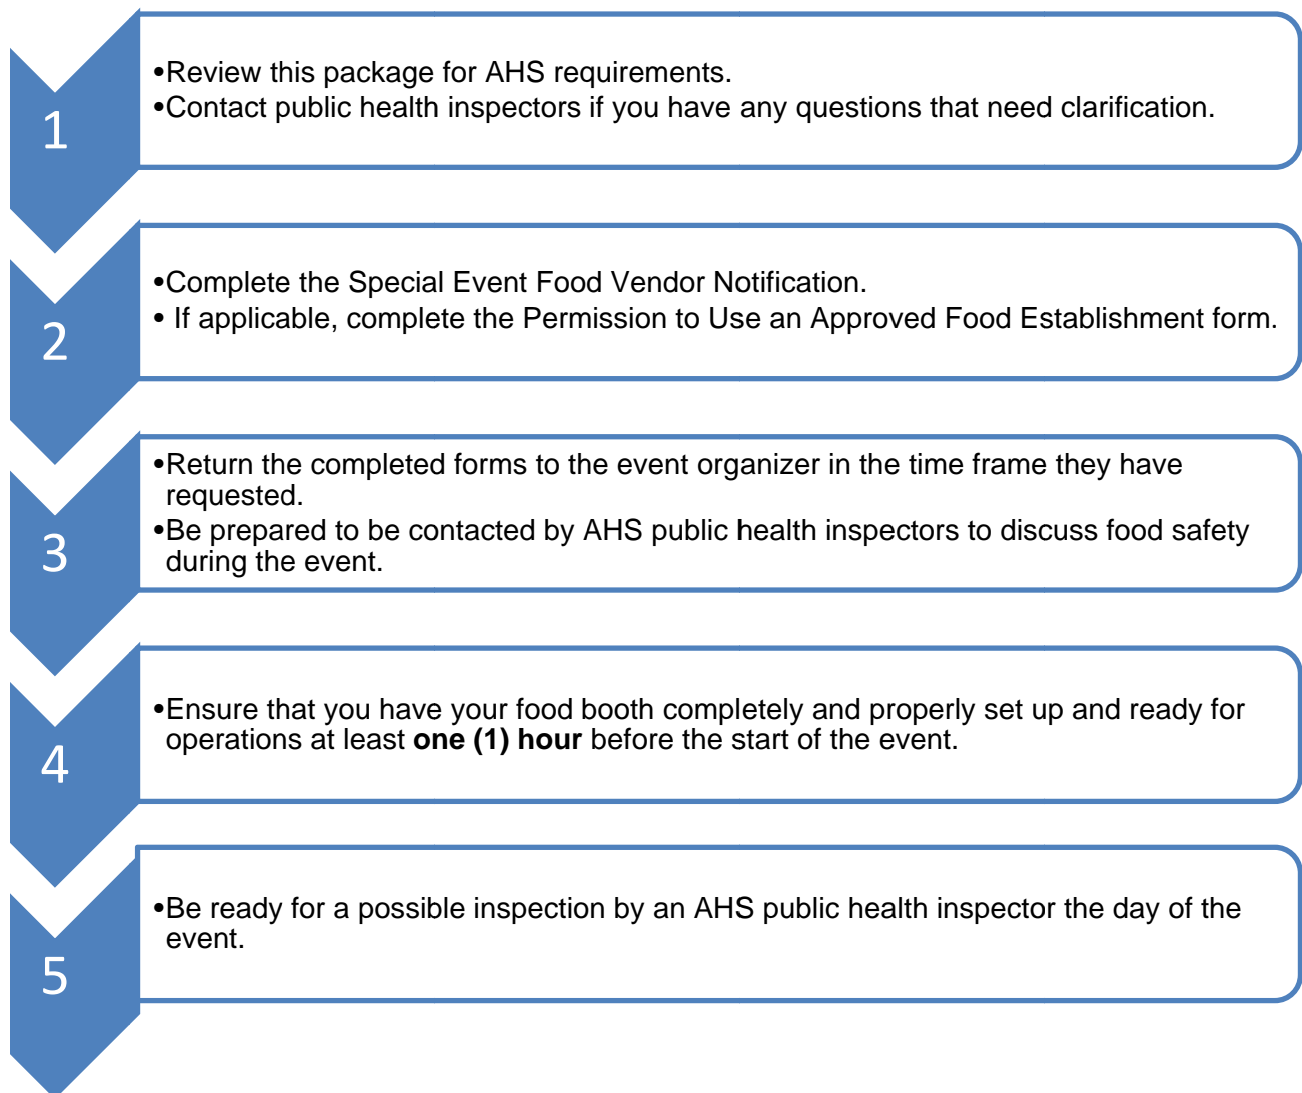 1
•Review this package for AHS requirements.
•Contact public health inspectors if you have any questions that need clarification.
2
•Complete the Special Event Food Vendor Notification.
• If applicable, complete the Permission to Use an Approved Food Establishment form.
3
•Return the completed forms to the event organizer in the time frame they have
requested.
•Be prepared to be contacted by AHS public health inspectors to discuss food safety
during the event.
4
•Ensure that you have your food booth completely and properly set up and ready for
operations at least one (1) hour before the start of the event.
5
•Be ready for a possible inspection by an AHS public health inspector the day of the
event.